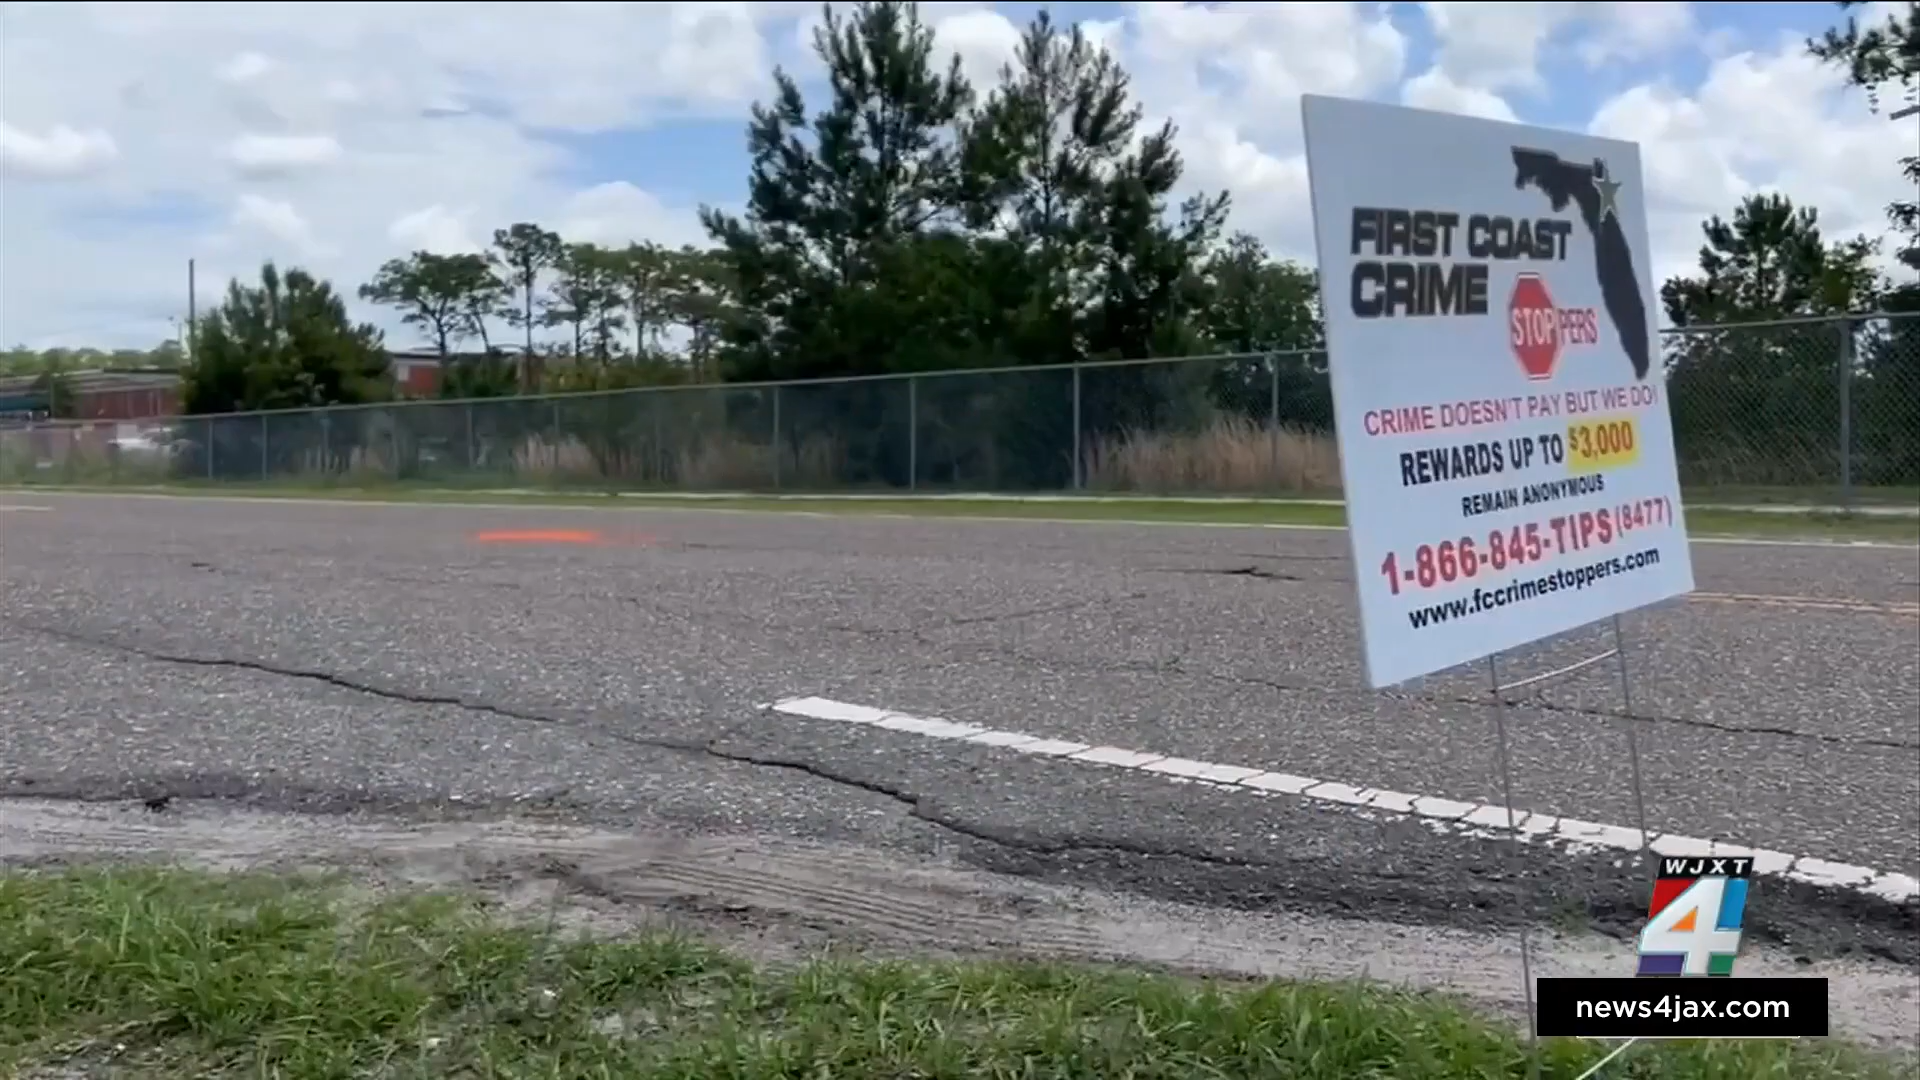 FIRST COAST
CRIME
STOPPERS
CRIME DOESN'T PAY BUT WE DO!
REWARDS UP TO $3,000
REMAIN ANONYMOUS
1-866-845-TIPS (8477)
www.fccrimestoppers.com
WJXT
4
news4jax.com